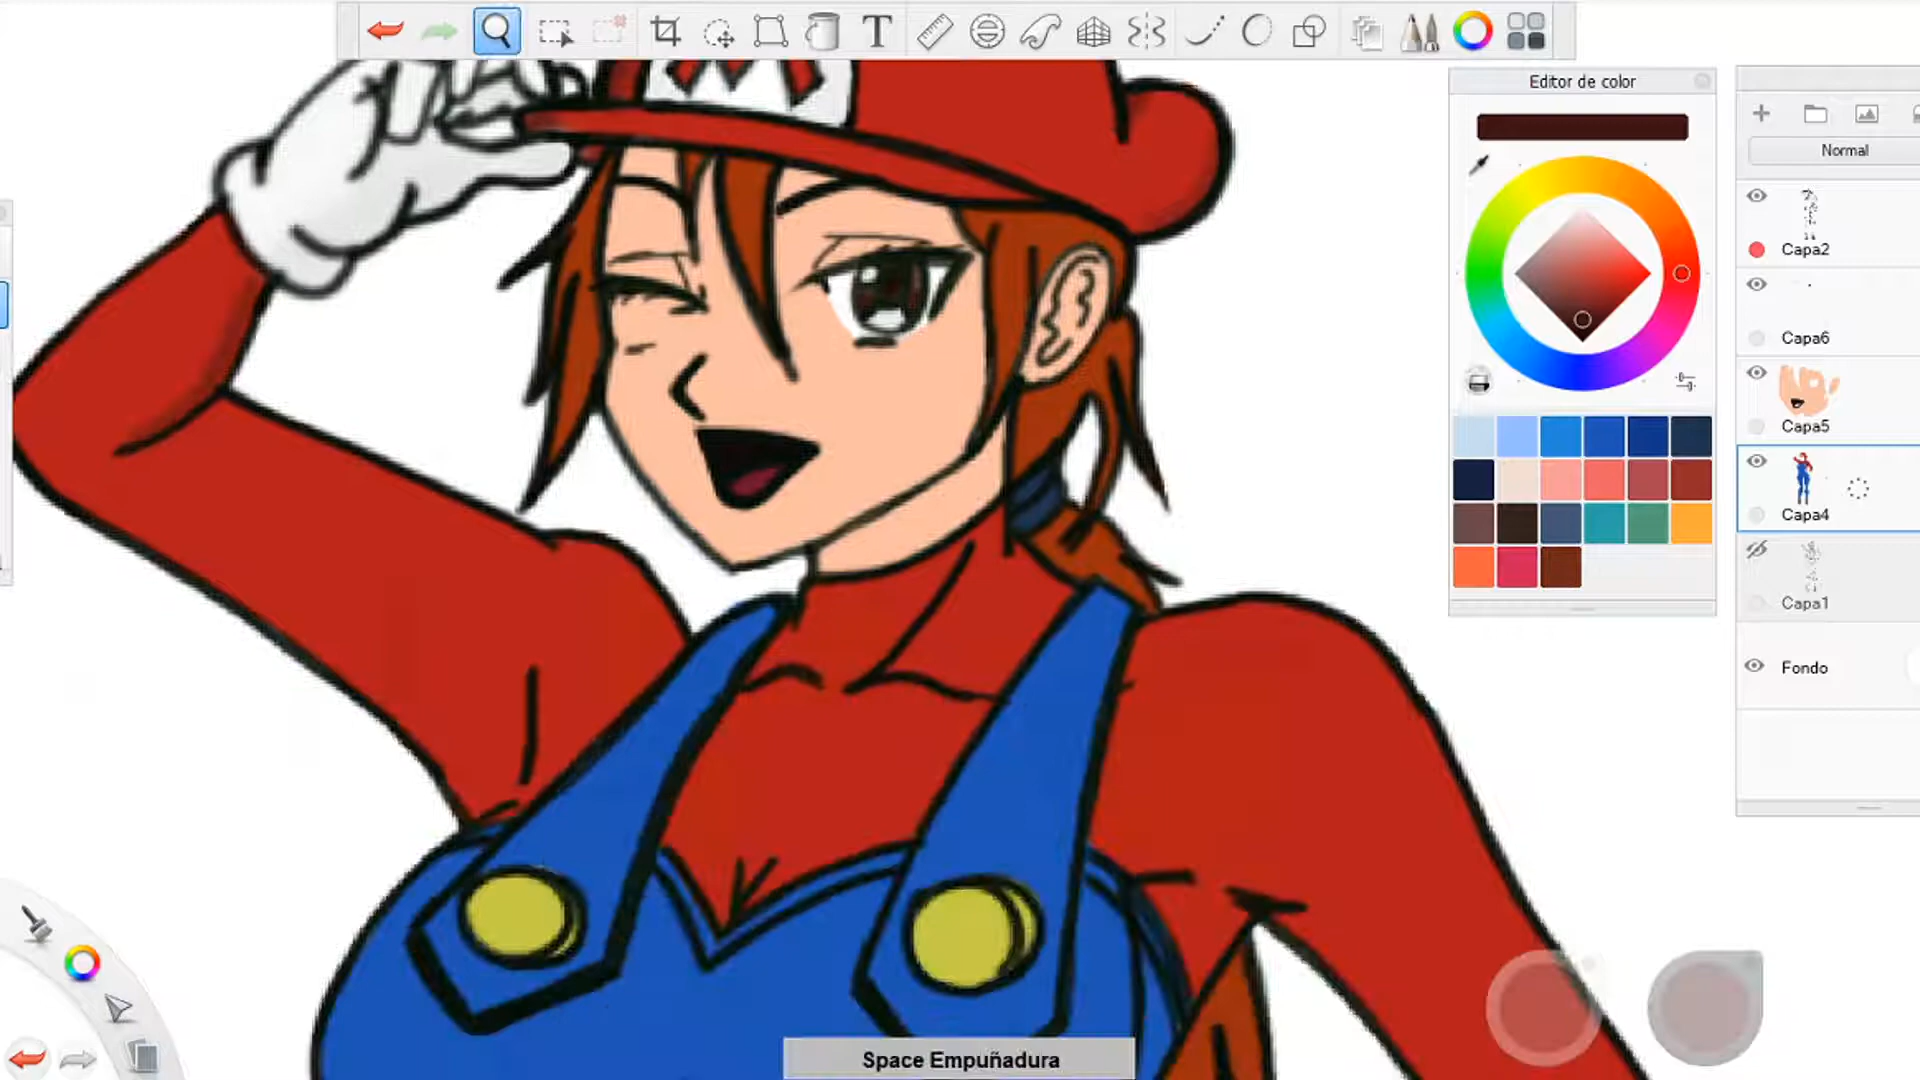 T
Editor de color
Normal
M
Capa2
Capa6
Capa5
Capa4
Capa1
Fondo
Space Empuñadura